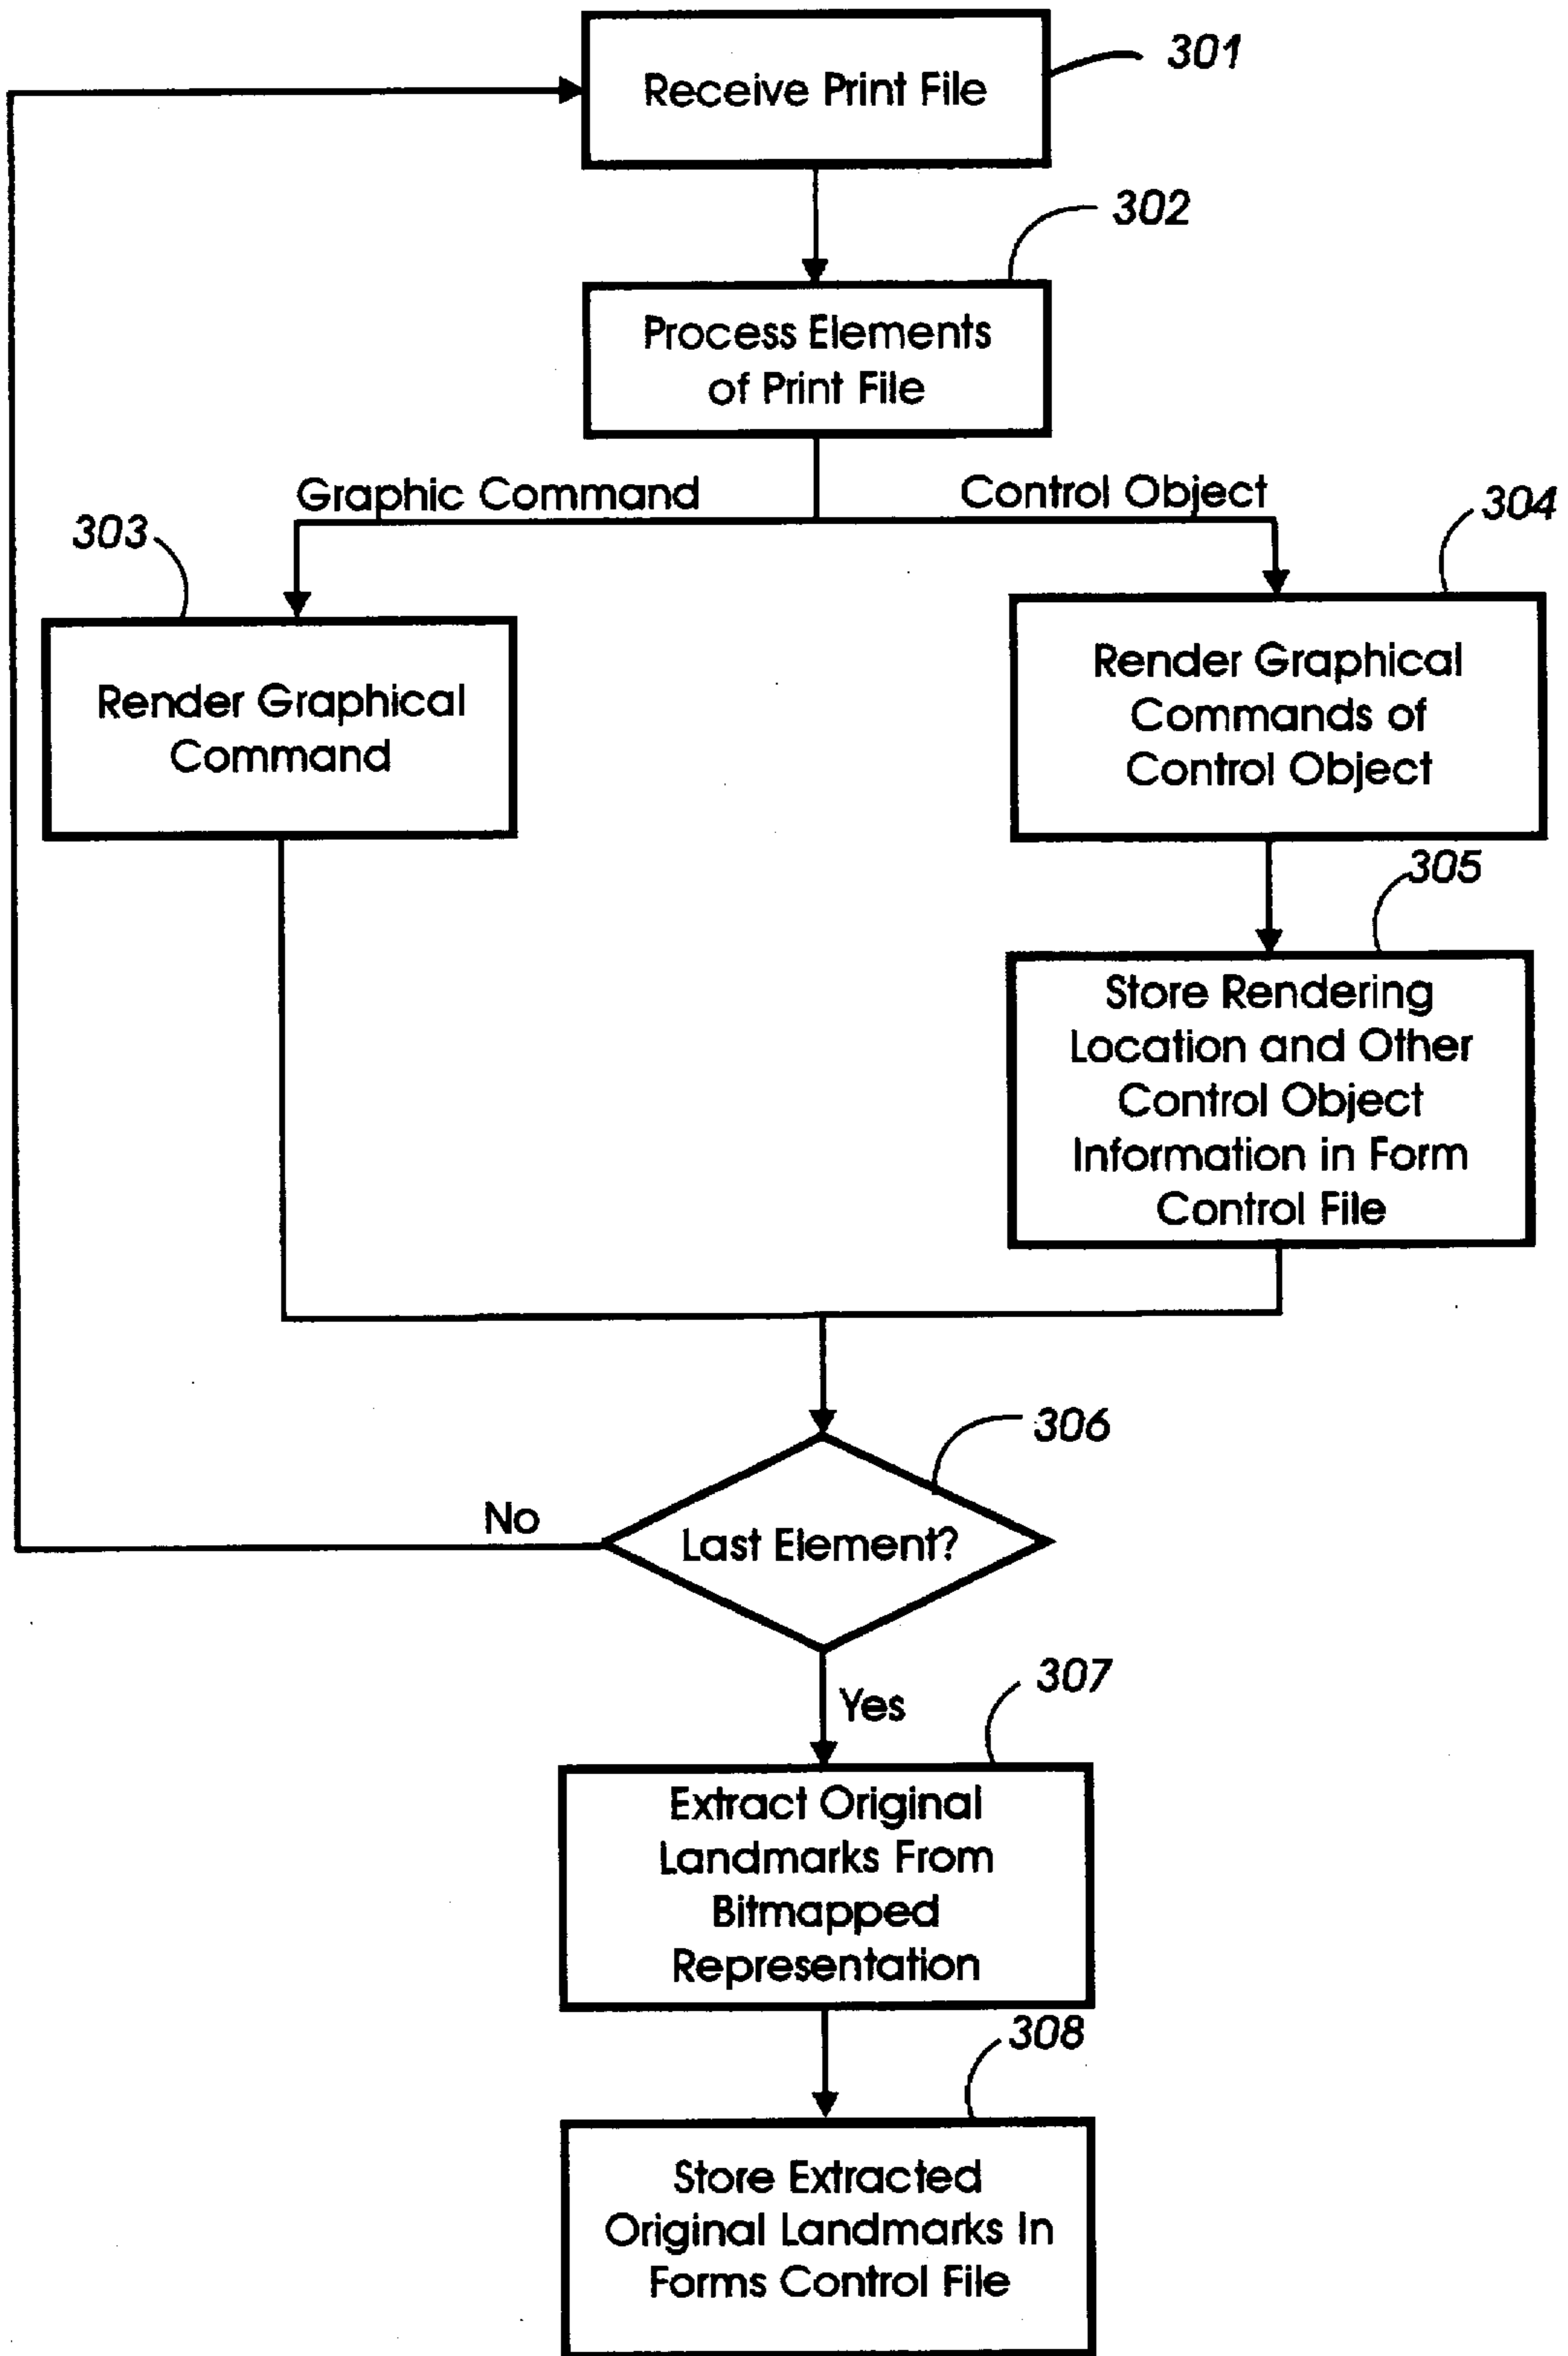 301
Receive Print File
302
Process Elements
of Print File
Graphic Command
Control Object
303
304
Render Graphical
Command
Render Graphical
Commands of
Control Object
305
Store Rendering
Location and Other
Control Object
Information in Form
Control File
306
No
Last Element?
Yes
307
Extract Original
Landmarks From
Bitmapped
Representation
308
Store Extracted
Original Landmarks In
Forms Control File